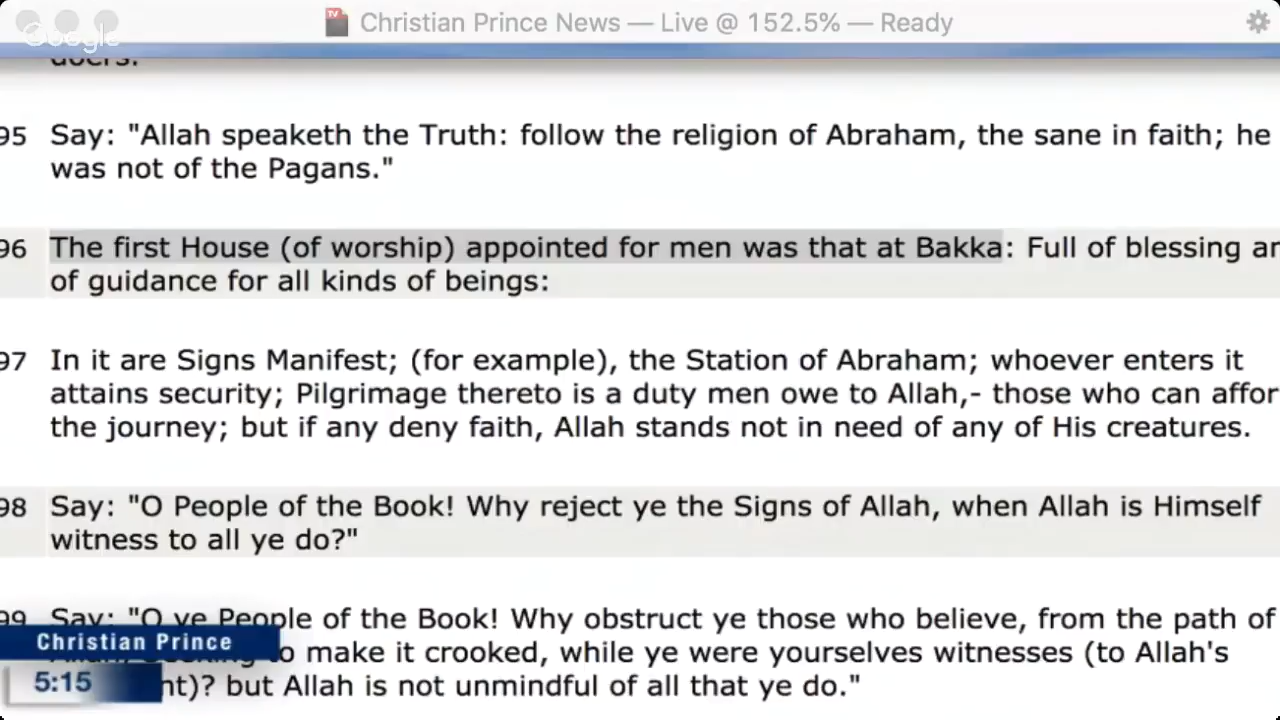 Christian Prince News — Live @ 152.5% — Ready
Google
TV
doers.
95 Say: "Allah speaketh the Truth: follow the religion of Abraham, the sane in faith; he
was not of the Pagans."
96 The first House (of worship) appointed for men was that at Bakka: Full of blessing
of guidance for all kinds of beings:
97 In it are Signs Manifest; (for example), the Station of Abraham; whoever enters it
attains security; Pilgrimage thereto is a duty men owe to Allah,- those who can affor
the journey; but if any deny faith, Allah stands not in need of any of His creatures.
98 Say: "O People of the Book! Why reject ye the Signs of Allah, when Allah is Himself
witness to all ye do?"
99 Say: "O ye People of the Book! Why obstruct ye those who believe, from the path of
Christian Prince
to make it crooked, while ye were yourselves witnesses (to Allah's
5:15
nt)? but Allah is not unmindful of all that ye do."